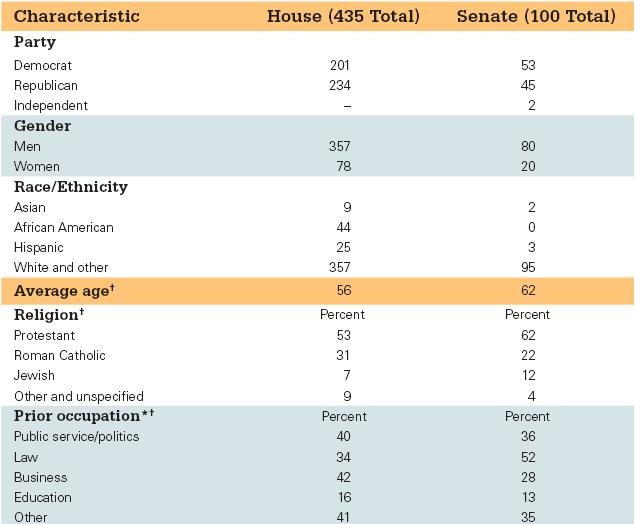 Characteristic House (435 Total) Senate (100 Total)
Party
Democrat 201 53
Republican 234 45
Independent – 2
Gender
Men 357 80
Women 78 20
Race/Ethnicity
Asian 9 2
African American 44 0
Hispanic 25 3
White and other 357 95
Average age† 56 62
Religion† Percent Percent
Protestant 53 62
Roman Catholic 31 22
Jewish 7 12
Other and unspecified 9 4
Prior occupation*† Percent Percent
Public service/politics 40 36
Law 34 52
Business 42 28
Education 16 13
Other 41 35